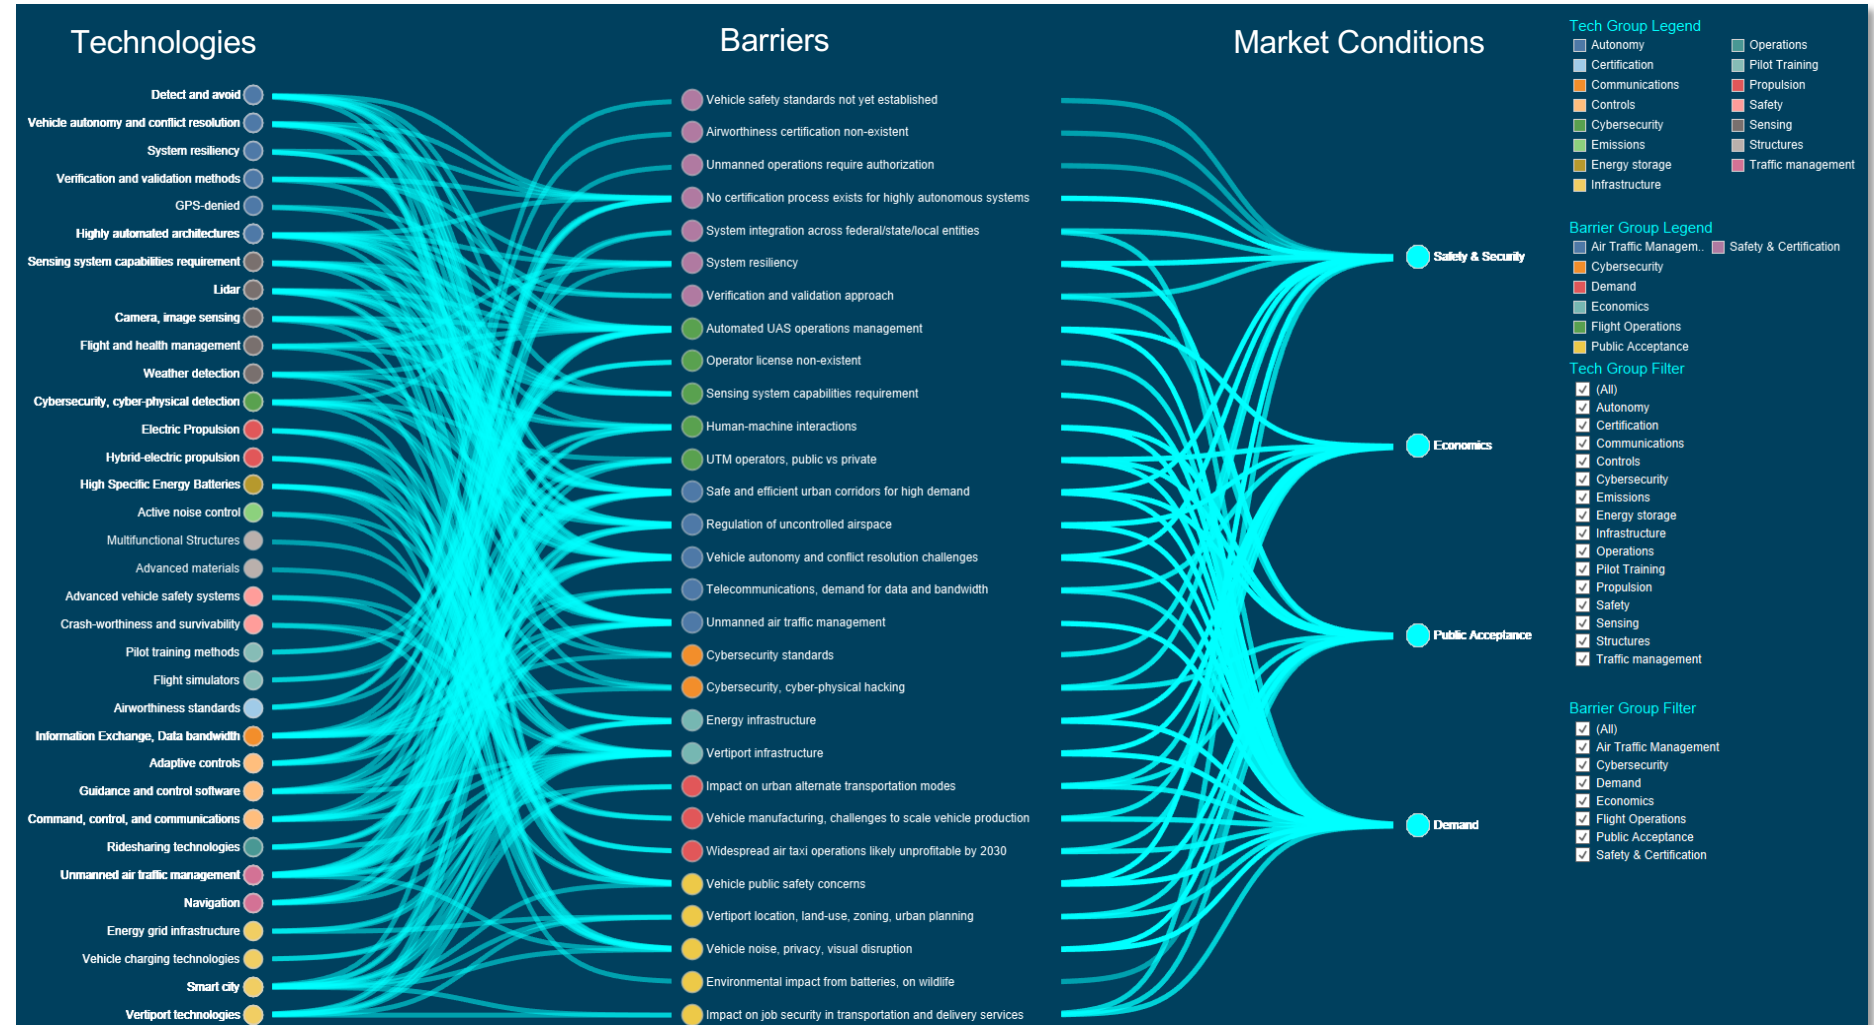 Technologies
Detect and avoid
Vehicle autonomy and conflict resolution
System resiliency
Verification and validation methods
GPS-denied
Highly automated architectures
Sensing system capabilities requirement
Lidar
Camera, image sensing
Flight and health management
Weather detection
Cybersecurity, cyber-physical detection
Electric Propulsion
Hybrid-electric propulsion
High Specific Energy Batteries
Active noise control
Multifunctional Structures
Advanced materials
Advanced vehicle safety systems
Crash-worthiness and survivability
Pilot training methods
Flight simulators
Airworthiness standards
Information Exchange, Data bandwidth
Adaptive controls
Guidance and control software
Command, control, and communications
Ridesharing technologies
Unmanned air traffic management
Navigation
Energy grid infrastructure
Vehicle charging technologies
Smart city
Vertiport technologies
Barriers
Vehicle safety standards not yet established
Airworthiness certification non-existent
Unmanned operations require authorization
No certification process exists for highly autonomous systems
System integration across federal/state/local entities
System resiliency
Verification and validation approach
Automated UAS operations management
Operator license non-existent
Sensing system capabilities requirement
Human-machine interactions
UTM operators, public vs private
Safe and efficient urban corridors for high demand
Regulation of uncontrolled airspace
Vehicle autonomy and conflict resolution challenges
Telecommunications, demand for data and bandwidth
Unmanned air traffic management
Cybersecurity standards
Cybersecurity, cyber-physical hacking
Energy infrastructure
Vertiport infrastructure
Impact on urban alternate transportation modes
Vehicle manufacturing, challenges to scale vehicle production
Widespread air taxi operations likely unprofitable by 2030
Vehicle public safety concerns
Vertiport location, land-use, zoning, urban planning
Vehicle noise, privacy, visual disruption
Environmental impact from batteries, on wildlife
Impact on job security in transportation and delivery services
Market Conditions
Safety & Security
Economics
Public Acceptance
Demand
Tech Group Legend
Autonomy
Certification
Communications
Controls
Cybersecurity
Emissions
Energy storage
Infrastructure
Operations
Pilot Training
Propulsion
Safety
Sensing
Structures
Traffic management
Barrier Group Legend
Air Traffic Managem..
Safety & Certification
Cybersecurity
Demand
Economics
Flight Operations
Public Acceptance
Tech Group Filter
(All)
Autonomy
Certification
Communications
Controls
Cybersecurity
Emissions
Energy storage
Infrastructure
Operations
Pilot Training
Propulsion
Safety
Sensing
Structures
Traffic management
Barrier Group Filter
(All)
Air Traffic Management
Cybersecurity
Demand
Economics
Flight Operations
Public Acceptance
Safety & Certification